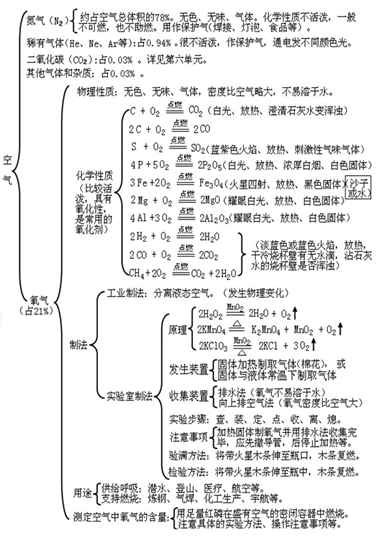 空气
氮气(N₂) 约占空气总体积的78%。无色、无味、气体。化学性质不活泼，一般
不可燃，也不助燃。用作保护气(焊接、灯泡、食品等)。
稀有气体(He、Ne、Ar等):占0.94%。很不活泼，作保护气，通电发不同颜色光。
二氧化碳(CO₂):占0.03%。详见第六单元。
其他气体和杂质:占0.03%。
氧气
(占21%)
物理性质:无色、无味、气体，密度比空气略大，不易溶于水。
化学性质
(比较活
泼，具有
氧化性，
是常用的
氧化剂)
C + O₂ 点燃 CO₂ (白光、放热、澄清石灰水变浑浊)
2C + O₂ 点燃 2CO
S + O₂ 点燃 SO₂(蓝紫色火焰、放热、刺激性气味气体)
4P+5O₂ 点燃 2P₂O₅(白光、放热、浓厚白烟、白色固体)
3Fe+2O₂ 点燃 Fe₃O₄(火星四射、放热、黑色固体)(沙子或水)
2Mg + O₂ 点燃 2MgO(耀眼白光、放热、白色固体)
4Al+3O₂ 点燃 2Al₂O₃(耀眼白光、放热、白色固体)
2H₂ + O₂ 点燃 2H₂O
2CO + O₂ 点燃 2CO₂
CH₄+2O₂ 点燃 CO₂+2H₂O
(淡蓝色或蓝色火焰，放热，
干冷烧杯壁有无水滴，沾石灰
水的烧杯壁是否浑浊)
制法
工业制法:分离液态空气。(发生物理变化)
实验室制法
原理
2H₂O₂ MnO₂ 2H₂O + O₂↑
2KMnO₄ △ K₂MnO₄ + MnO₂ + O₂↑
2KClO₃ MnO₂ △ 2KCl + 3O₂↑
发生装置 固体加热制取气体(棉花)，或
固体与液体常温下制取气体
收集装置 排水法(氧气不易溶于水)
向上排空气法(氧气密度比空气大)
实验步骤:查、装、定、点、收、离、熄。
注意事项 加热固体制氧气并用排水法收集完
毕，应先撤导管，后停止加热等。
验满方法:将带火星木条伸至瓶口，木条复燃。
检验方法:将带火星木条伸至瓶中，木条复燃。
用途 供给呼吸:潜水、登山、医疗、航空等。
支持燃烧:炼钢、气焊、化工生产、宇航等。
测定空气中氧气的含量:用足量红磷在盛有空气的密闭容器中燃烧。
注意具体的实验方法、操作注意事项等。